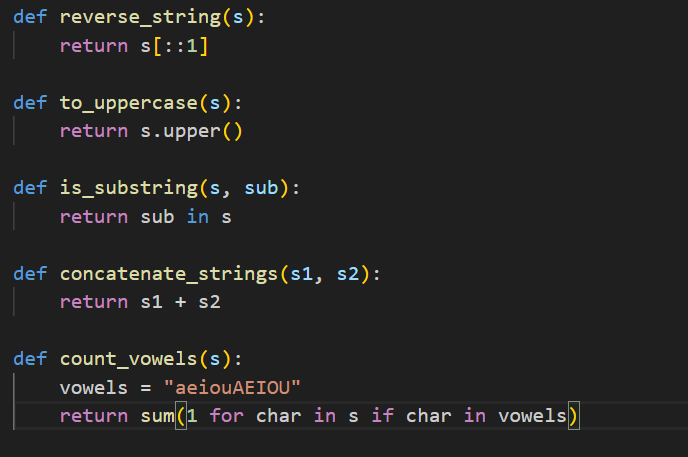 def reverse_string(s):
    return s[::1]
def to_uppercase(s):
    return s.upper()
def is_substring(s, sub):
    return sub in s
def concatenate_strings(s1, s2):
    return s1 + s2
def count_vowels(s):
    vowels = "aeiouAEIOU"
    return sum(1 for char in s if char in vowels)